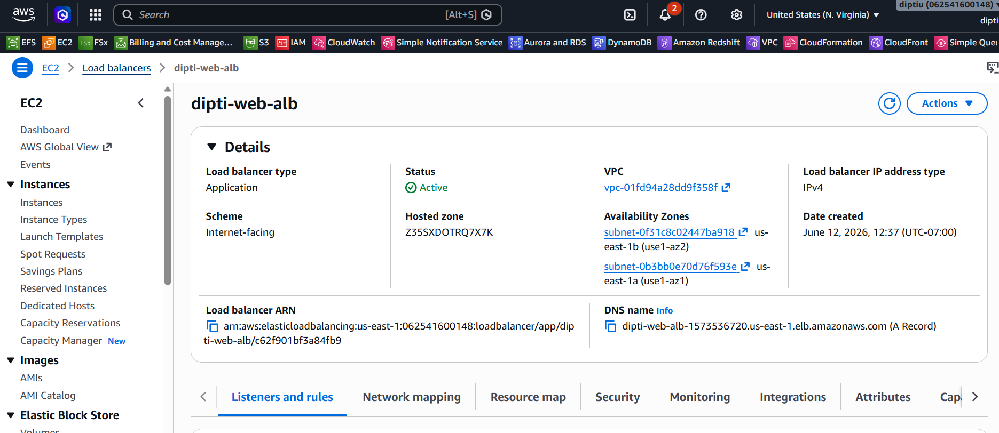 aws
Search [Alt+S]
2
United States (N. Virginia)
diptiu (062541600148)
dipti
EFS EC2 FSx FSx Billing and Cost Manage... S3 IAM CloudWatch Simple Notification Service Aurora and RDS DynamoDB Amazon Redshift VPC CloudFormation CloudFront Simple Que
EC2 > Load balancers > dipti-web-alb
EC2
Dashboard
AWS Global View
Events
Instances
Instances
Instance Types
Launch Templates
Spot Requests
Savings Plans
Reserved Instances
Dedicated Hosts
Capacity Reservations
Capacity Manager New
Images
AMIs
AMI Catalog
Elastic Block Store
Volumes
dipti-web-alb
Actions
Details
Load balancer type
Application
Scheme
Internet-facing
Status
Active
Hosted zone
Z35SXDOTRQ7X7K
VPC
vpc-01fd94a28dd9f358f
Availability Zones
subnet-0f31c8c02447ba918 us-
east-1b (use1-az2)
subnet-0b3bb0e70d76f593e us-
east-1a (use1-az1)
Load balancer IP address type
IPv4
Date created
June 12, 2026, 12:37 (UTC-07:00)
Load balancer ARN
arn:aws:elasticloadbalancing:us-east-1:062541600148:loadbalancer/app/dip
ti-web-alb/c62f901bf3a84fb9
DNS name Info
dipti-web-alb-1573536720.us-east-1.elb.amazonaws.com (A Record)
Listeners and rules Network mapping Resource map Security Monitoring Integrations Attributes Capa